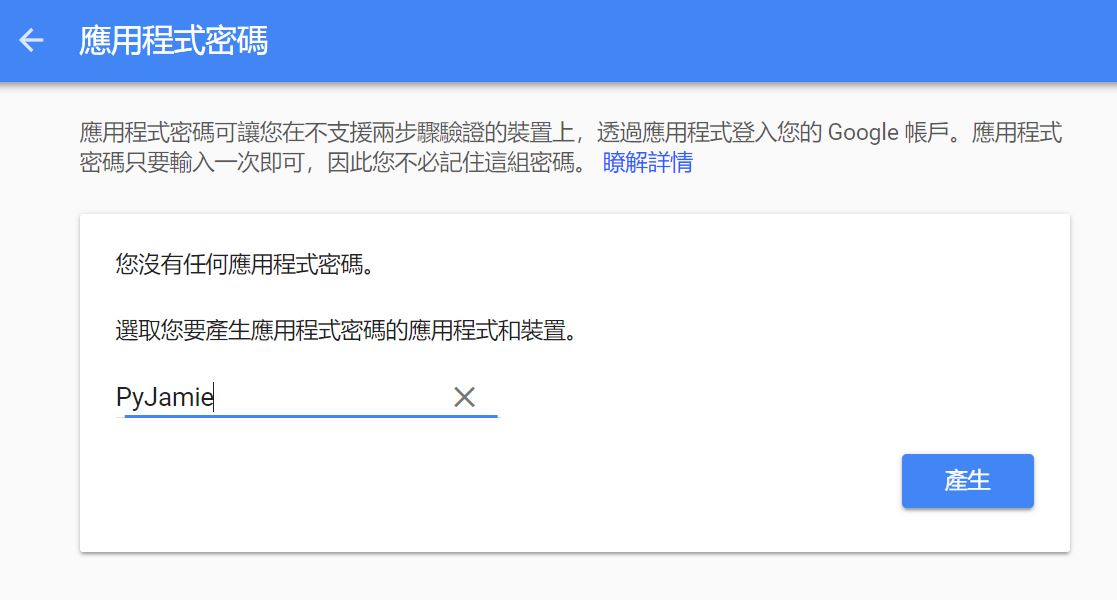 應用程式密碼
應用程式密碼可讓您在不支援兩步驟驗證的裝置上，透過應用程式登入您的 Google 帳戶。應用程式
密碼只要輸入一次即可，因此您不必記住這組密碼。 瞭解詳情
您沒有任何應用程式密碼。
選取您要產生應用程式密碼的應用程式和裝置。
PyJamie
產生